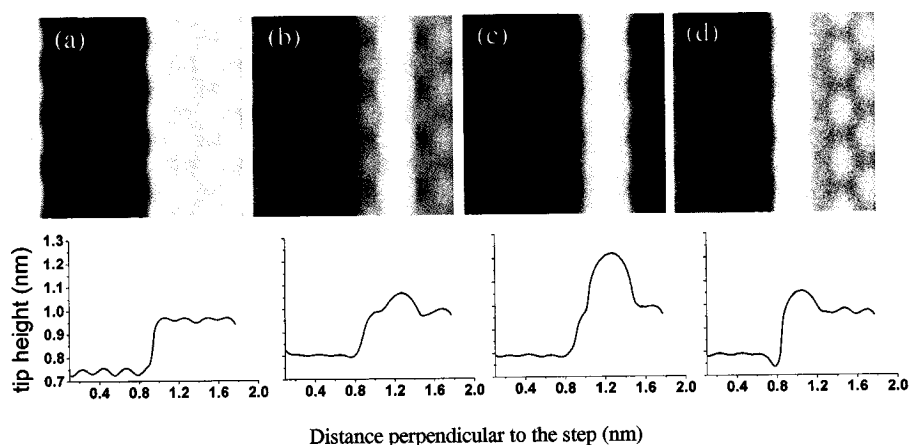 (a)
(b)
(c)
(d)
tip height (nm)
1.3
1.2
1.1
1.0
0.9
0.8
0.7
0.4 0.8 1.2 1.6 2.0
0.4 0.8 1.2 1.6 2.0
0.4 0.8 1.2 1.6 2.0
0.4 0.8 1.2 1.6 2.0
Distance perpendicular to the step (nm)